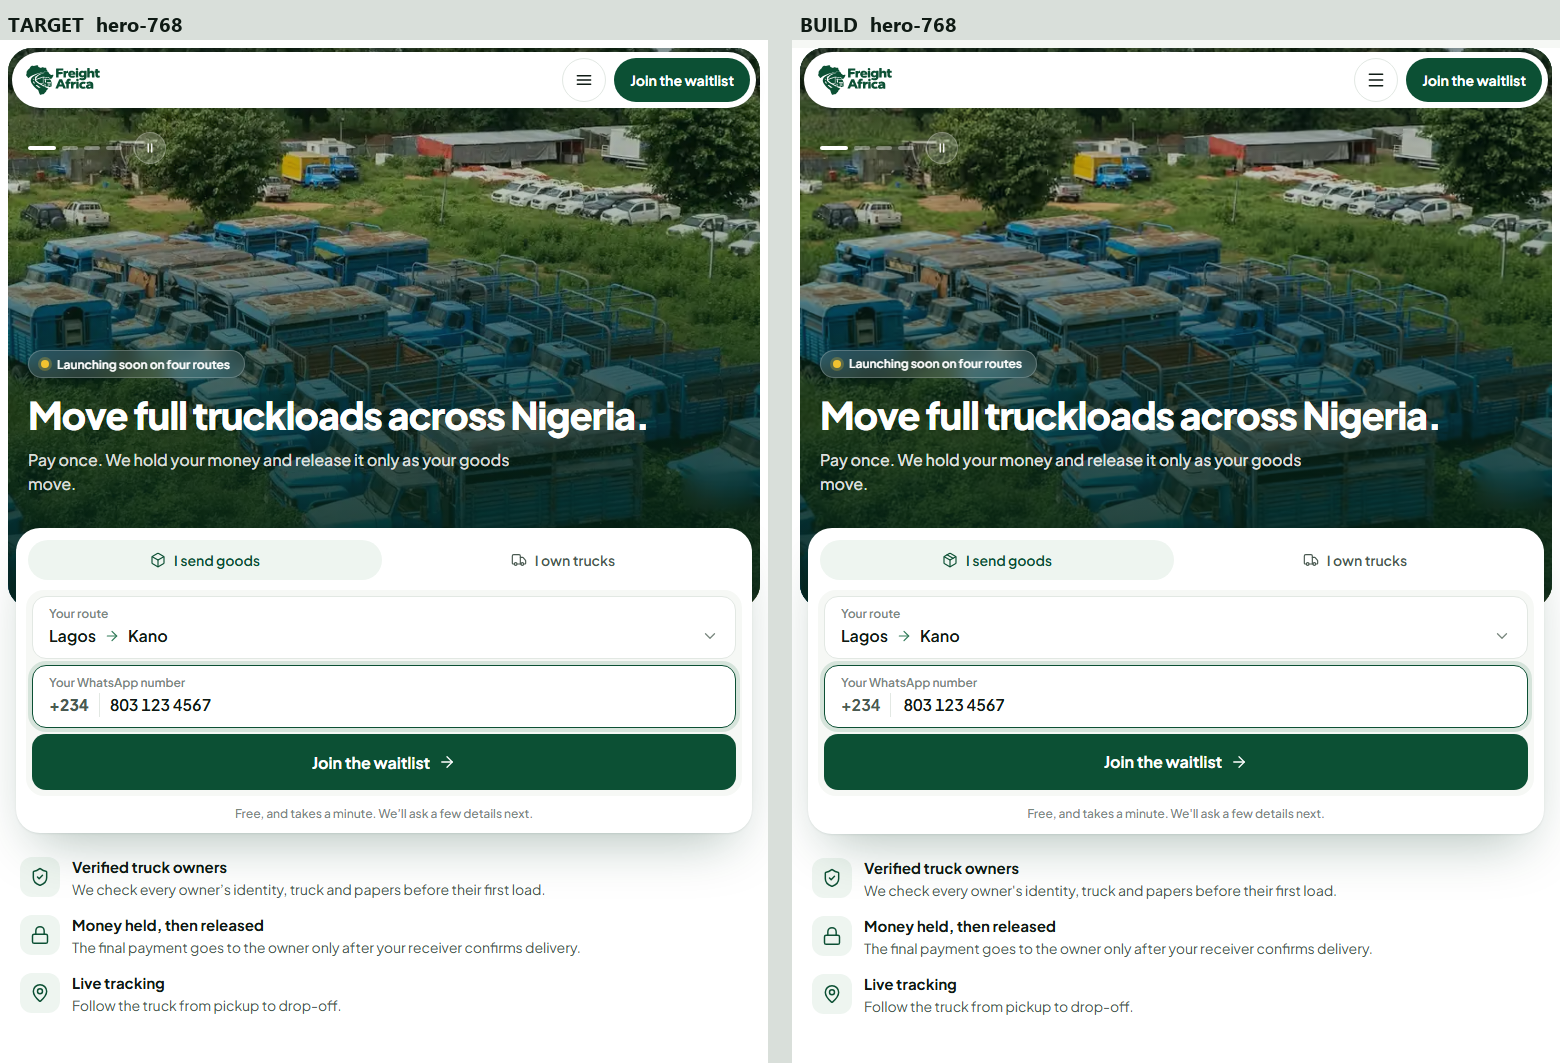 TARGET hero-768
Freight
Africa
Join the waitlist
Launching soon on four routes
Move full truckloads across Nigeria.
Pay once. We hold your money and release it only as your goods
move.
I send goods
I own trucks
Your route
Lagos → Kano
Your WhatsApp number
+234 803 123 4567
Join the waitlist →
Free, and takes a minute. We'll ask a few details next.
Verified truck owners
We check every owner's identity, truck and papers before their first load.
Money held, then released
The final payment goes to the owner only after your receiver confirms delivery.
Live tracking
Follow the truck from pickup to drop-off.
BUILD hero-768
Freight
Africa
Join the waitlist
Launching soon on four routes
Move full truckloads across Nigeria.
Pay once. We hold your money and release it only as your goods
move.
I send goods
I own trucks
Your route
Lagos → Kano
Your WhatsApp number
+234 803 123 4567
Join the waitlist →
Free, and takes a minute. We'll ask a few details next.
Verified truck owners
We check every owner's identity, truck and papers before their first load.
Money held, then released
The final payment goes to the owner only after your receiver confirms delivery.
Live tracking
Follow the truck from pickup to drop-off.